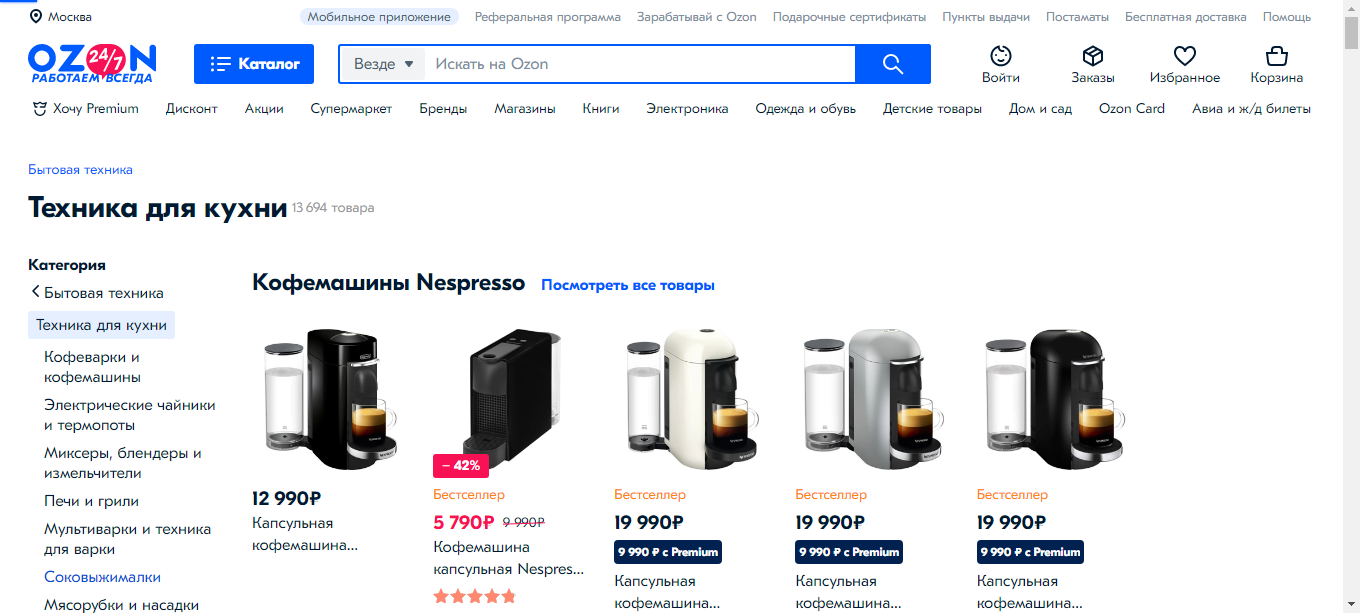 Москва
Мобильное приложение
Реферальная программа
Зарабатывай с Ozon
Подарочные сертификаты
Пункты выдачи
Постаматы
Бесплатная доставка
Помощь
OZON
24/7
РАБОТАЕМ ВСЕГДА
Каталог
Везде
Искать на Ozon
Войти
Заказы
Избранное
Корзина
Хочу Premium
Дисконт
Акции
Супермаркет
Бренды
Магазины
Книги
Электроника
Одежда и обувь
Детские товары
Дом и сад
Ozon Card
Авиа и ж/д билеты
Бытовая техника
Техника для кухни 13 694 товара
Категория
Бытовая техника
Техника для кухни
Кофеварки и
кофемашины
Электрические чайники
и термопоты
Миксеры, блендеры и
измельчители
Печи и грили
Мультиварки и техника
для варки
Соковыжималки
Мясорубки и насадки
Кофемашины Nespresso
Посмотреть все товары
12 990₽
Капсульная
кофемашина...
– 42%
Бестселлер
5 790₽ 9 990₽
Кофемашина
капсульная Nespres...
Бестселлер
19 990₽
9 990 ₽ с Premium
Капсульная
кофемашина...
Бестселлер
19 990₽
9 990 ₽ с Premium
Капсульная
кофемашина...
Бестселлер
19 990₽
9 990 ₽ с Premium
Капсульная
кофемашина...